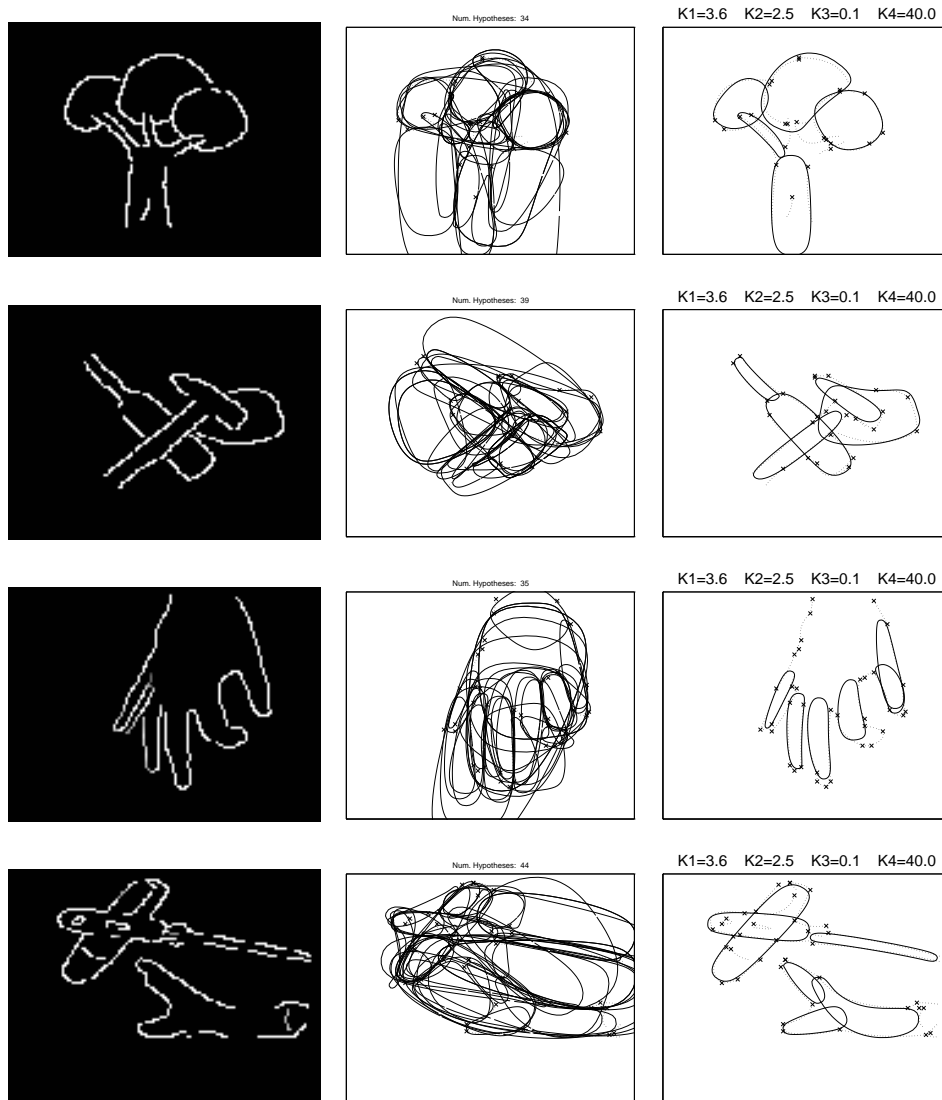 Num. Hypotheses: 34
K1=3.6 K2=2.5 K3=0.1 K4=40.0
Num. Hypotheses: 39
K1=3.6 K2=2.5 K3=0.1 K4=40.0
Num. Hypotheses: 35
K1=3.6 K2=2.5 K3=0.1 K4=40.0
Num. Hypotheses: 44
K1=3.6 K2=2.5 K3=0.1 K4=40.0